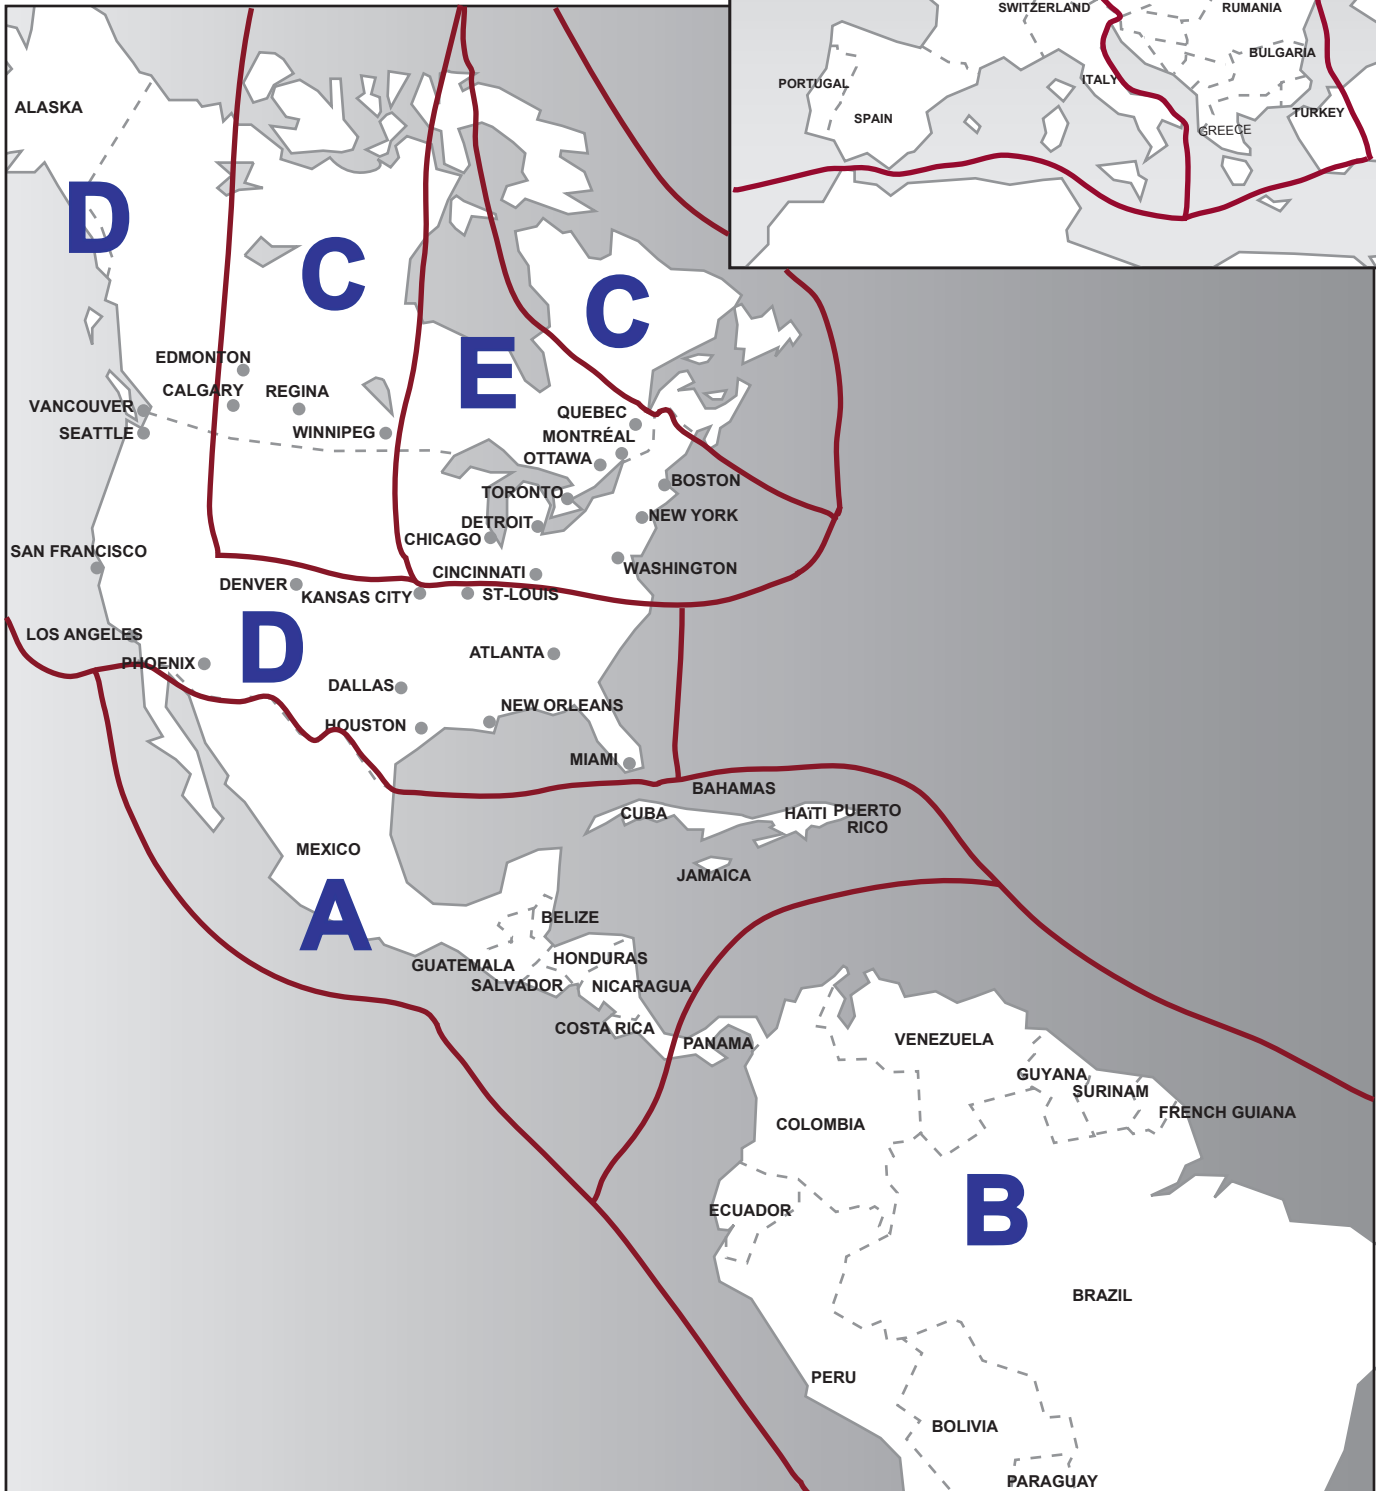 SWITZERLAND
RUMANIA
BULGARIA
PORTUGAL
ITALY
SPAIN
TURKEY
GREECE
ALASKA
D
C
C
EDMONTON
E
CALGARY
REGINA
VANCOUVER
QUEBEC
SEATTLE
WINNIPEG
MONTRÉAL
OTTAWA
BOSTON
TORONTO
NEW YORK
DETROIT
CHICAGO
SAN FRANCISCO
WASHINGTON
CINCINNATI
DENVER
KANSAS CITY
ST-LOUIS
LOS ANGELES
D
ATLANTA
PHOENIX
DALLAS
NEW ORLEANS
HOUSTON
MIAMI
BAHAMAS
CUBA
HAïTI
PUERTO
RICO
MEXICO
JAMAICA
A
BELIZE
HONDURAS
GUATEMALA
SALVADOR
NICARAGUA
COSTA RICA
PANAMA
VENEZUELA
GUYANA
SURINAM
FRENCH GUIANA
COLOMBIA
B
ECUADOR
BRAZIL
PERU
BOLIVIA
PARAGUAY